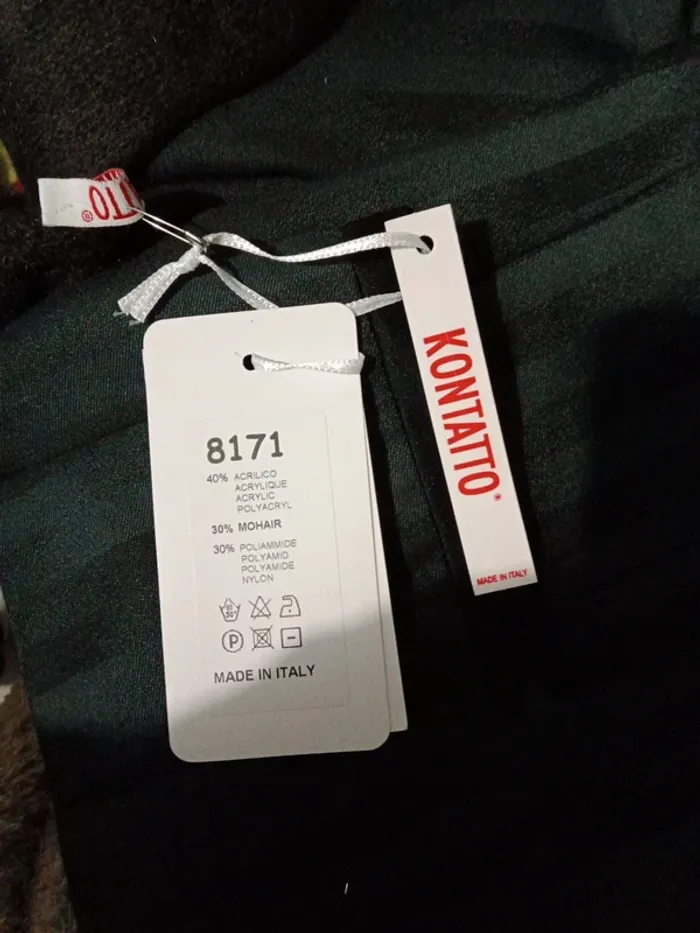 KONTATTO
MADE IN ITALY
8171
40% ACRILICO
ACRYLIQUE
ACRYLIC
POLYACRYL
30% MOHAIR
30% POLIAMMIDE
POLYAMID
POLYAMIDE
NYLON
P
MADE IN ITALY